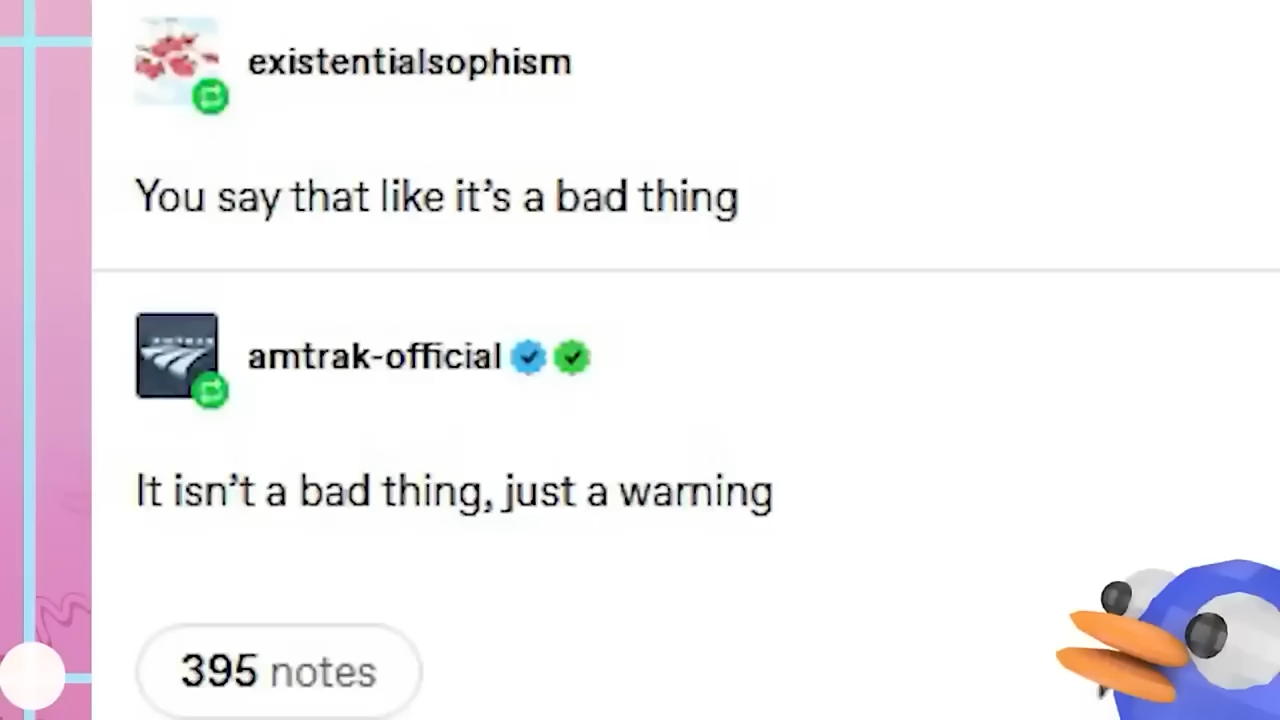 existentialsophism
You say that like it’s a bad thing
amtrak-official
It isn’t a bad thing, just a warning
395 notes